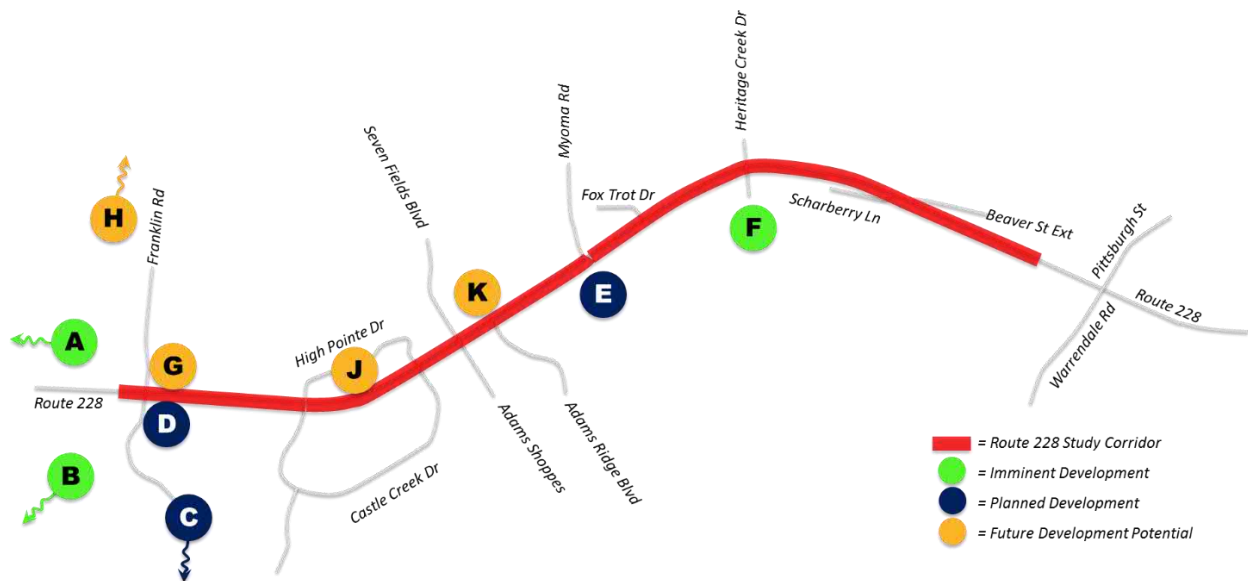 Heritage Creek Dr
Myoma Rd
Seven Fields Blvd
Fox Trot Dr
Scharberry Ln
Beaver St Ext
Pittsburgh St
F
H
Franklin Rd
K
E
Route 228
A
High Pointe Dr
Warrendale Rd
G
J
Route 228
D
Adams Shoppes
Adams Ridge Blvd
B
Castle Creek Dr
C
= Route 228 Study Corridor
= Imminent Development
= Planned Development
= Future Development Potential